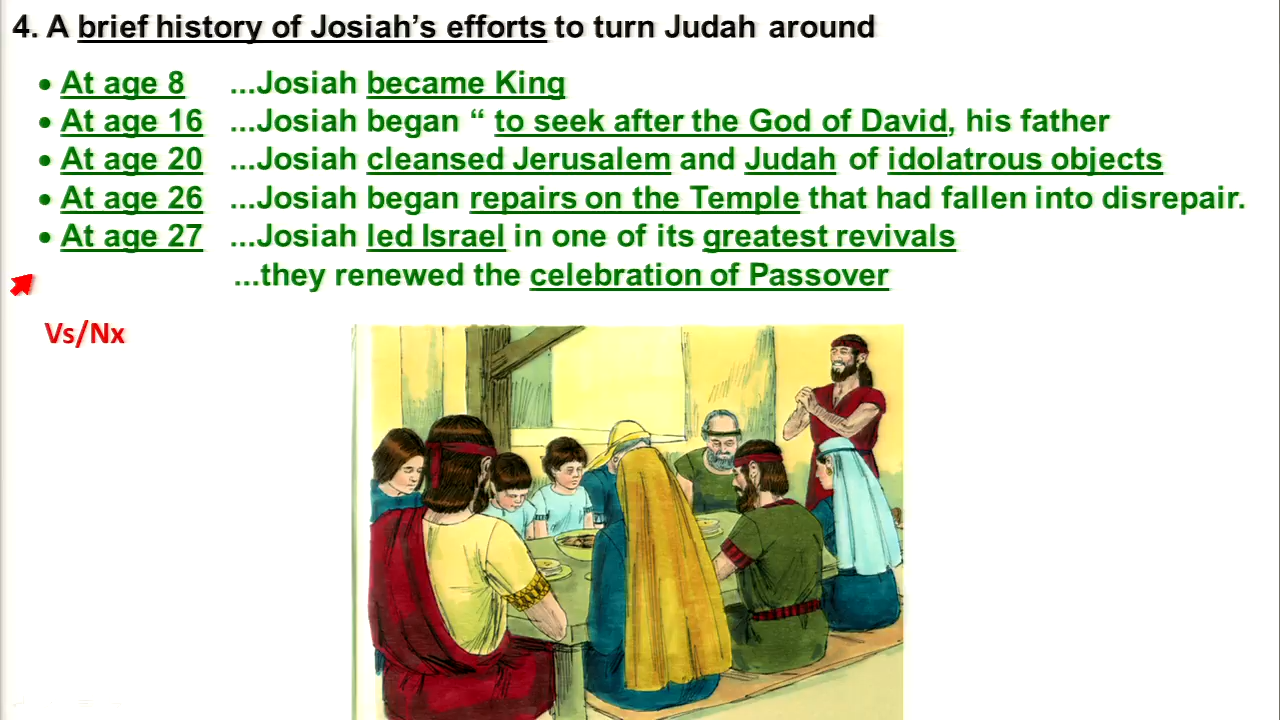 4. A brief history of Josiah's efforts to turn Judah around
• At age 8 ...Josiah became King
• At age 16 ...Josiah began “ to seek after the God of David, his father
• At age 20 ...Josiah cleansed Jerusalem and Judah of idolatrous objects
• At age 26 ...Josiah began repairs on the Temple that had fallen into disrepair.
• At age 27 ...Josiah led Israel in one of its greatest revivals
...they renewed the celebration of Passover
Vs/Nx